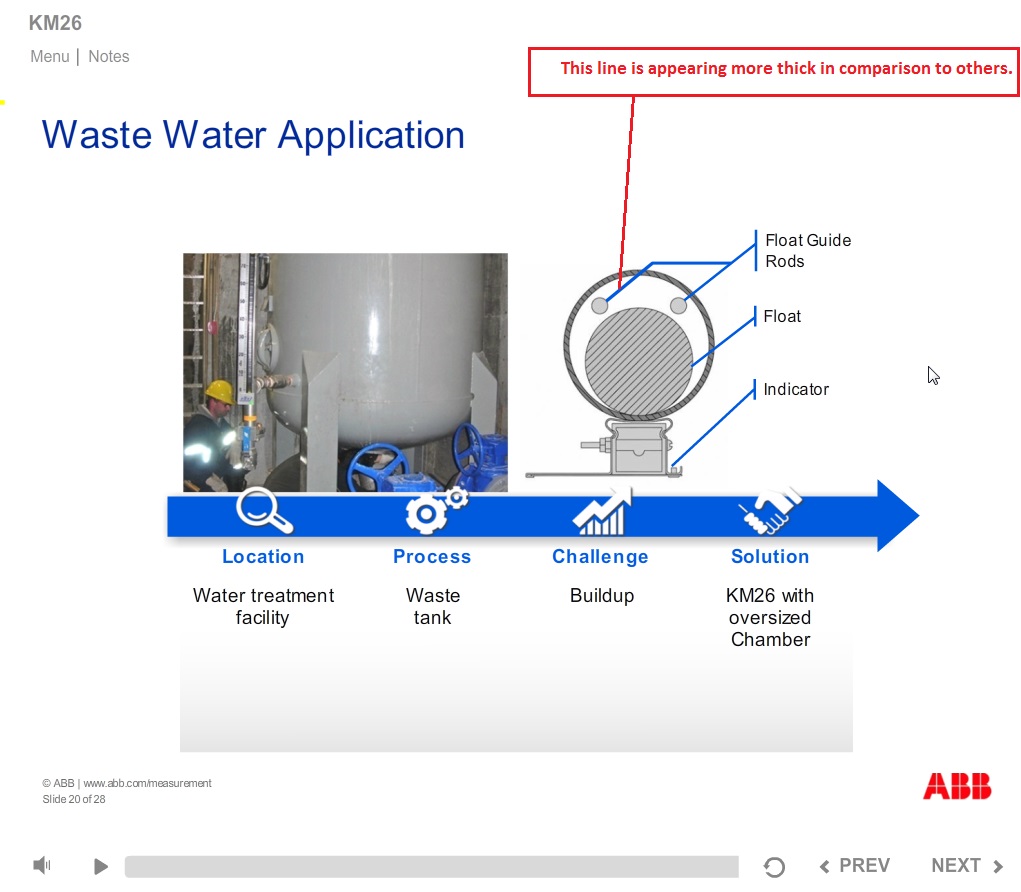 KM26
Menu | Notes
This line is appearing more thick in comparison to others.
Waste Water Application
Float Guide
Rods
Float
Indicator
Location
Process
Challenge
Solution
Water treatment
facility
Waste
tank
Buildup
KM26 with
oversized
Chamber
© ABB | www.abb.com/measurement
Slide 20 of 28
ABB
PREV
NEXT